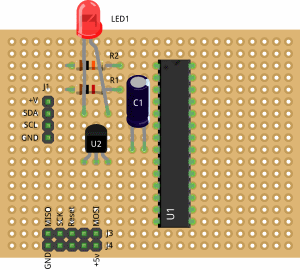 LED1
R2
R1
J1
+V
SDA
SCL
GND
C1
U2
U1
MISO
SCK
Reset
MOSI
J3
J4
GND
+5v